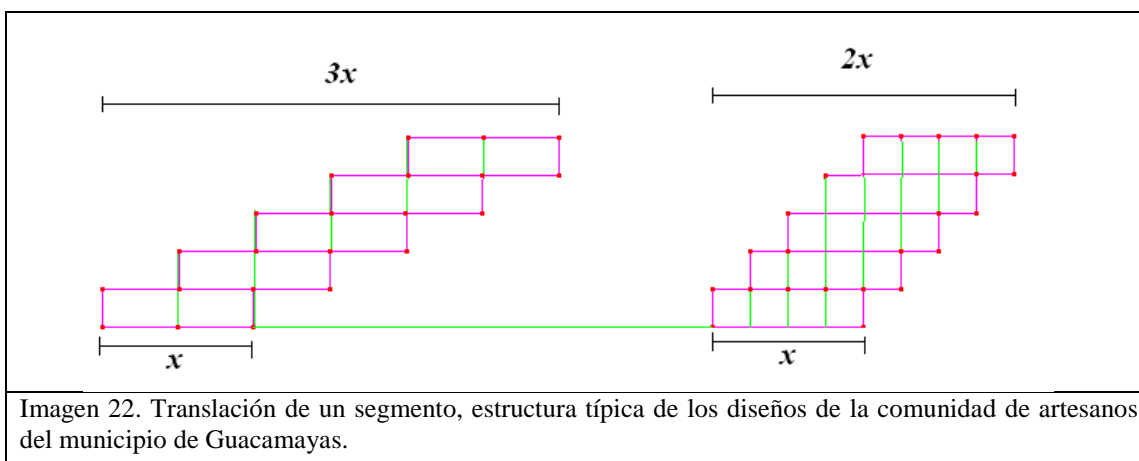 3x
2x
x
x
Imagen 22. Translación de un segmento, estructura típica de los diseños de la comunidad de artesanos
del municipio de Guacamayas.